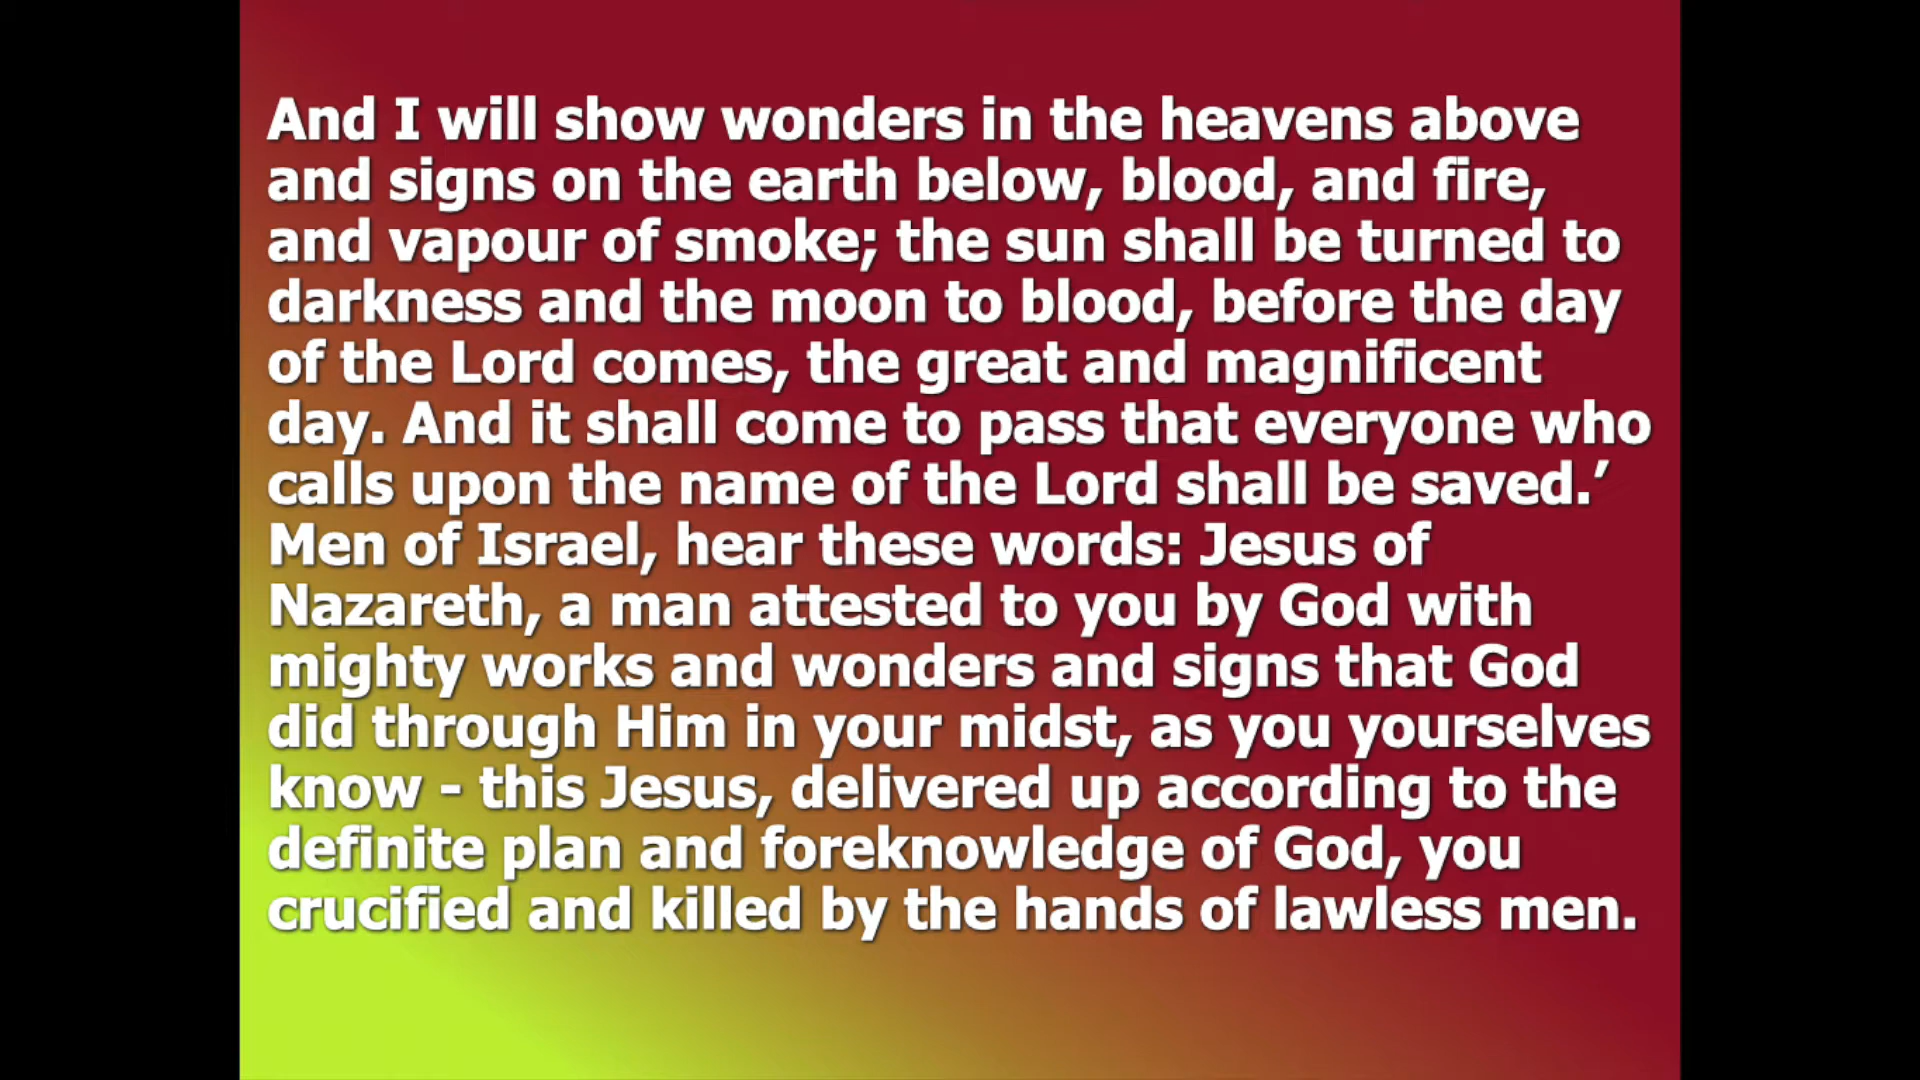 And I will show wonders in the heavens above
and signs on the earth below, blood, and fire,
and vapour of smoke; the sun shall be turned to
darkness and the moon to blood, before the day
of the Lord comes, the great and magnificent
day. And it shall come to pass that everyone who
calls upon the name of the Lord shall be saved.’
Men of Israel, hear these words: Jesus of
Nazareth, a man attested to you by God with
mighty works and wonders and signs that God
did through Him in your midst, as you yourselves
know - this Jesus, delivered up according to the
definite plan and foreknowledge of God, you
crucified and killed by the hands of lawless men.